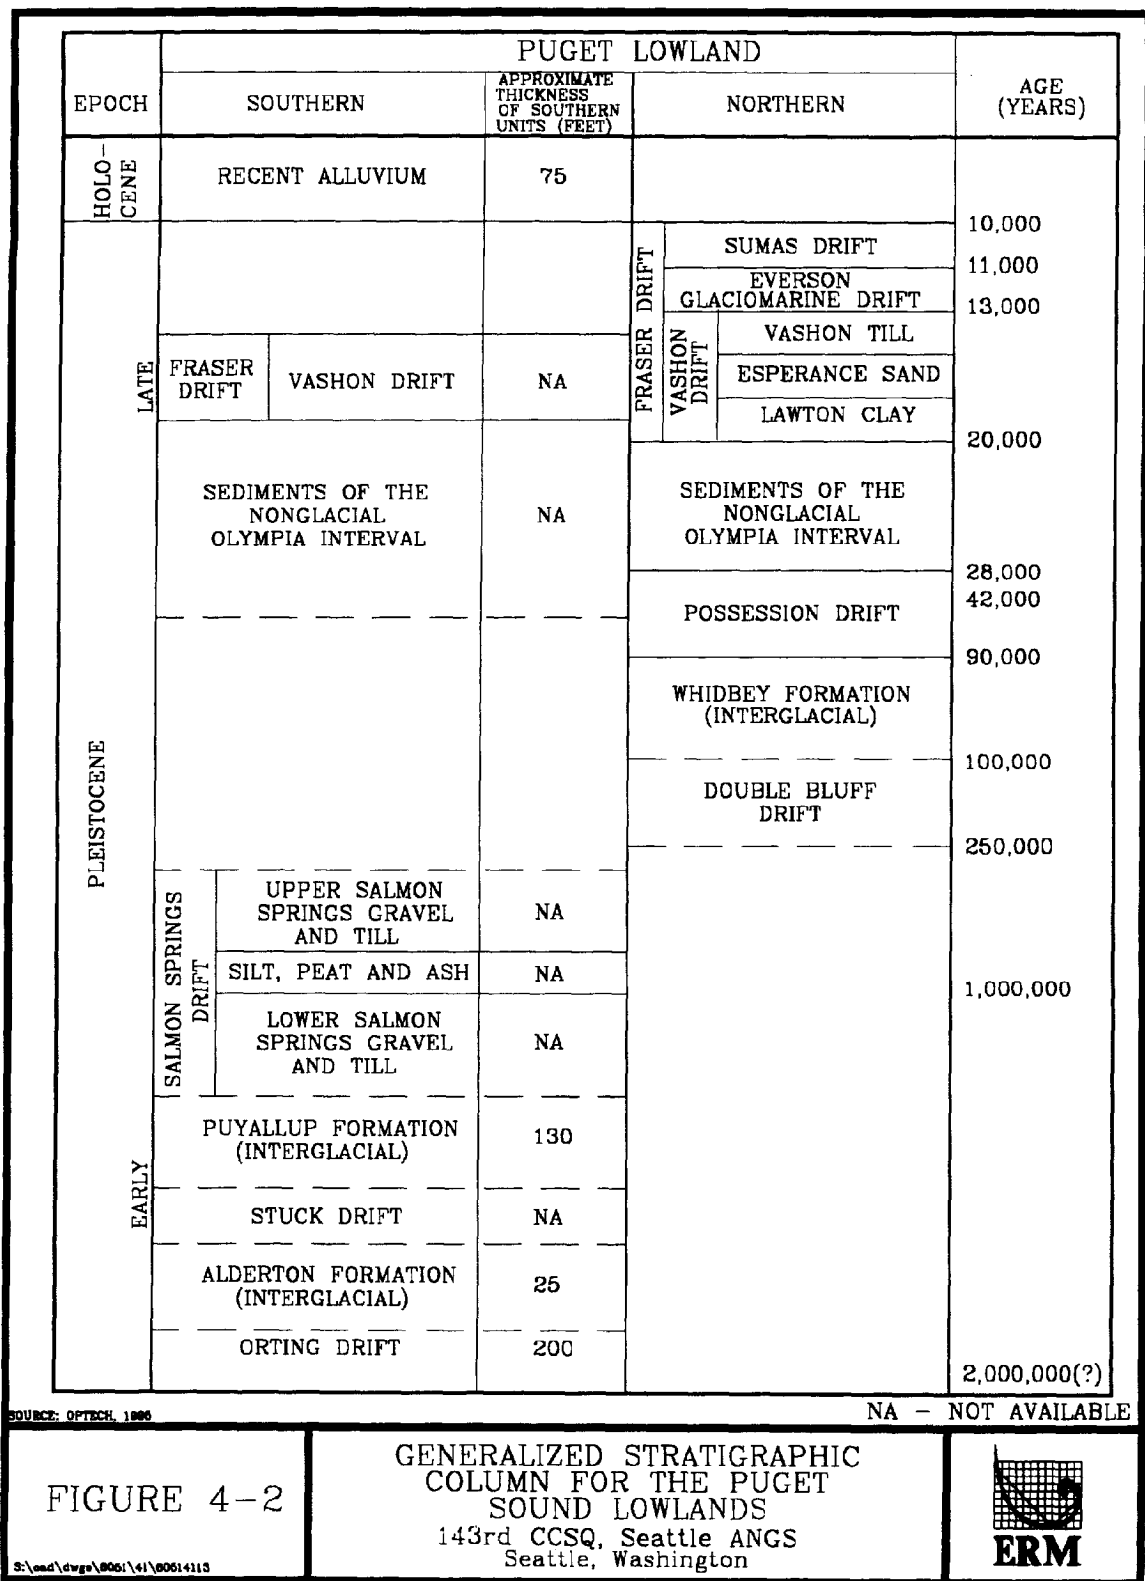 PUGET LOWLAND
EPOCH
SOUTHERN
APPROXIMATE
THICKNESS
OF SOUTHERN
UNITS (FEET)
NORTHERN
AGE
(YEARS)
HOLO-
CENE
RECENT ALLUVIUM
75
10,000
PLEISTOCENE
LATE
FRASER DRIFT
SUMAS DRIFT
11,000
EVERSON
GLACIOMARINE DRIFT
13,000
FRASER
DRIFT
VASHON DRIFT
NA
VASHON
DRIFT
VASHON TILL
ESPERANCE SAND
LAWTON CLAY
20,000
SEDIMENTS OF THE
NONGLACIAL
OLYMPIA INTERVAL
NA
SEDIMENTS OF THE
NONGLACIAL
OLYMPIA INTERVAL
28,000
42,000
POSSESSION DRIFT
90,000
WHIDBEY FORMATION
(INTERGLACIAL)
100,000
DOUBLE BLUFF
DRIFT
250,000
SALMON SPRINGS
DRIFT
UPPER SALMON
SPRINGS GRAVEL
AND TILL
NA
SILT, PEAT AND ASH
NA
1,000,000
LOWER SALMON
SPRINGS GRAVEL
AND TILL
NA
EARLY
PUYALLUP FORMATION
(INTERGLACIAL)
130
STUCK DRIFT
NA
ALDERTON FORMATION
(INTERGLACIAL)
25
ORTING DRIFT
200
2,000,000(?)
SOURCE: OPTECH,
NA - NOT AVAILABLE
FIGURE 4-2
GENERALIZED STRATIGRAPHIC
COLUMN FOR THE PUGET
SOUND LOWLANDS
143rd CCSQ, Seattle ANGS
Seattle, Washington
ERM